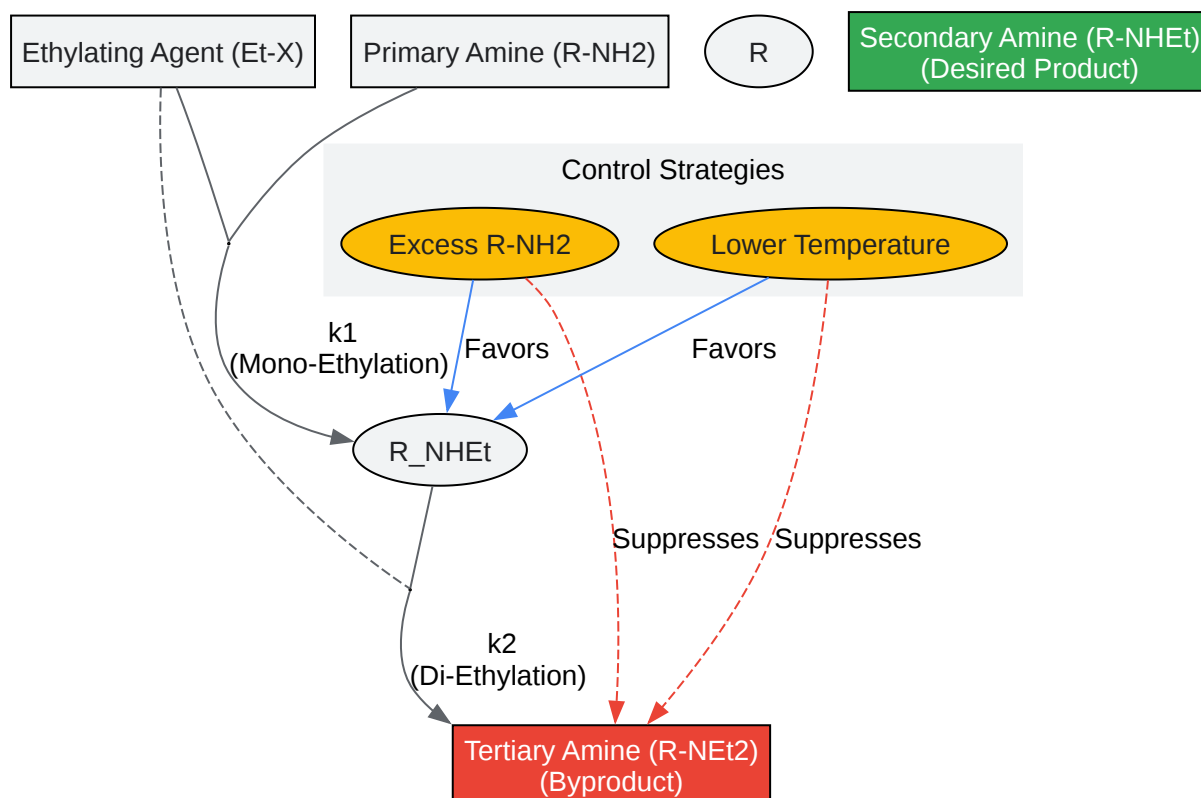 Ethylating Agent (Et-X)
Primary Amine (R-NH2)
R
Secondary Amine (R-NHEt)
(Desired Product)
Control Strategies
Excess R-NH2
Lower Temperature
k1
(Mono-Ethylation)
Favors
Favors
R_NHEt
Suppresses
Suppresses
k2
(Di-Ethylation)
Tertiary Amine (R-NEt2)
(Byproduct)